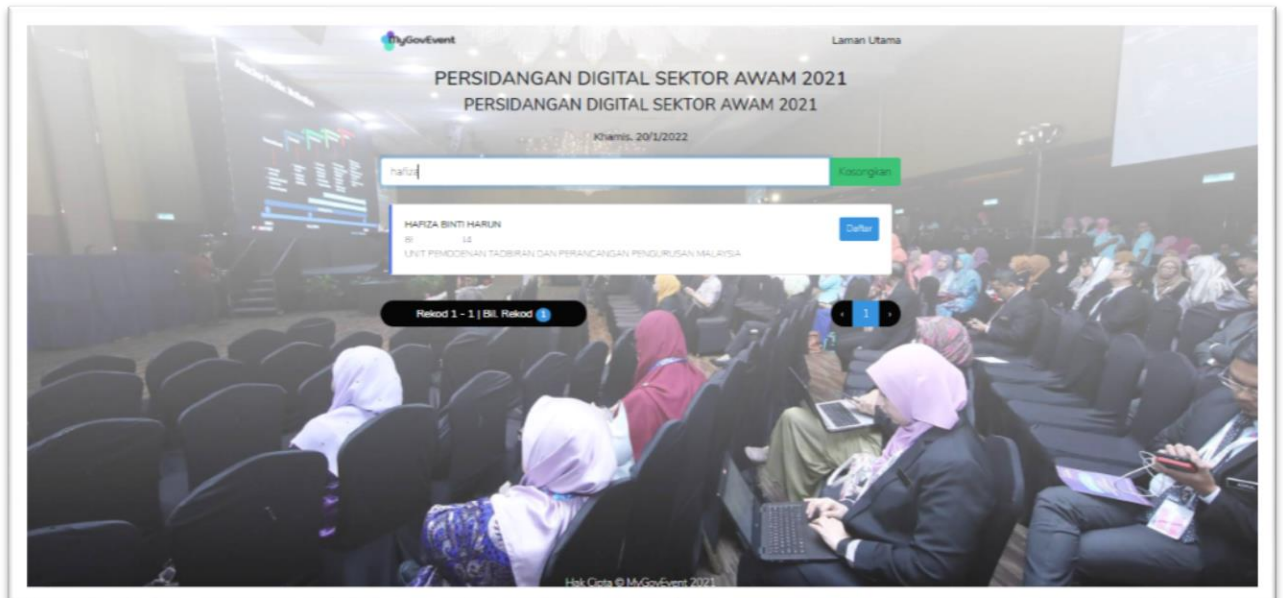 MyGovEvent
Laman Utama
PERSIDANGAN DIGITAL SEKTOR AWAM 2021
PERSIDANGAN DIGITAL SEKTOR AWAM 2021
Khamis, 20/1/2022
hafiza
Kosongkan
HAFIZA BINTI HARUN
Daftar
UNIT PEMODENAN TADBIRAN DAN PERANCANGAN PENGURUSAN MALAYSIA
Rekod 1 - 1 | Bil. Rekod 1
‹ 1 ›
Hak Cipta © MyGovEvent 2021